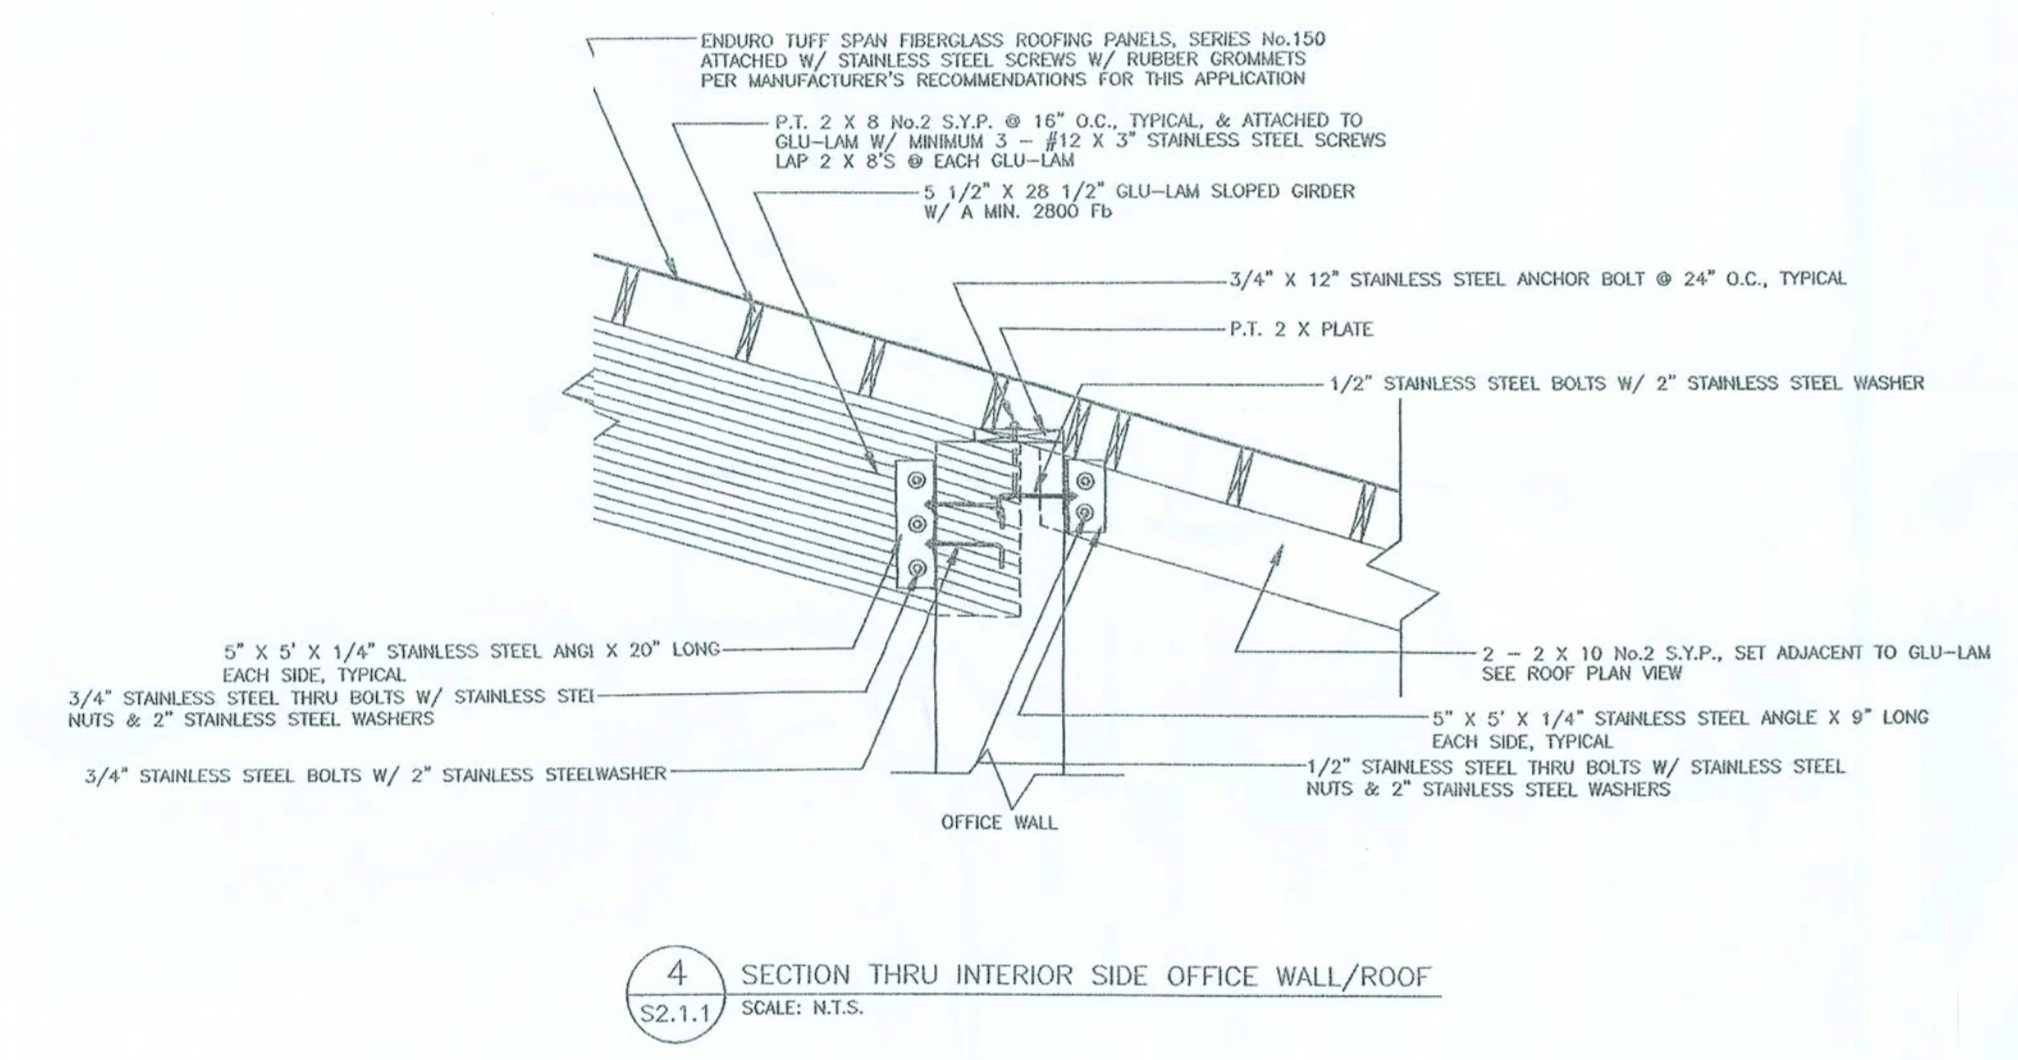 ENDURO TUFF SPAN FIBERGLASS ROOFING PANELS, SERIES No.150
ATTACHED W/ STAINLESS STEEL SCREWS W/ RUBBER GROMMETS
PER MANUFACTURER'S RECOMMENDATIONS FOR THIS APPLICATION
P.T. 2 X 8 No.2 S.Y.P. @ 16" O.C., TYPICAL, & ATTACHED TO
GLU-LAM W/ MINIMUM 3 - #12 X 3" STAINLESS STEEL SCREWS
LAP 2 X 8'S @ EACH GLU-LAM
5 1/2" X 28 1/2" GLU-LAM SLOPED GIRDER
W/ A MIN. 2800 Fb
3/4" X 12" STAINLESS STEEL ANCHOR BOLT @ 24" O.C., TYPICAL
P.T. 2 X PLATE
1/2" STAINLESS STEEL BOLTS W/ 2" STAINLESS STEEL WASHER
5" X 5' X 1/4" STAINLESS STEEL ANGL X 20" LONG
EACH SIDE, TYPICAL
3/4" STAINLESS STEEL THRU BOLTS W/ STAINLESS STEE
NUTS & 2" STAINLESS STEEL WASHERS
3/4" STAINLESS STEEL BOLTS W/ 2" STAINLESS STEELWASHER
2 - 2 X 10 No.2 S.Y.P., SET ADJACENT TO GLU-LAM
SEE ROOF PLAN VIEW
5" X 5' X 1/4" STAINLESS STEEL ANGLE X 9" LONG
EACH SIDE, TYPICAL
1/2" STAINLESS STEEL THRU BOLTS W/ STAINLESS STEEL
NUTS & 2" STAINLESS STEEL WASHERS
OFFICE WALL
4
S2.1.1
SECTION THRU INTERIOR SIDE OFFICE WALL/ROOF
SCALE: N.T.S.